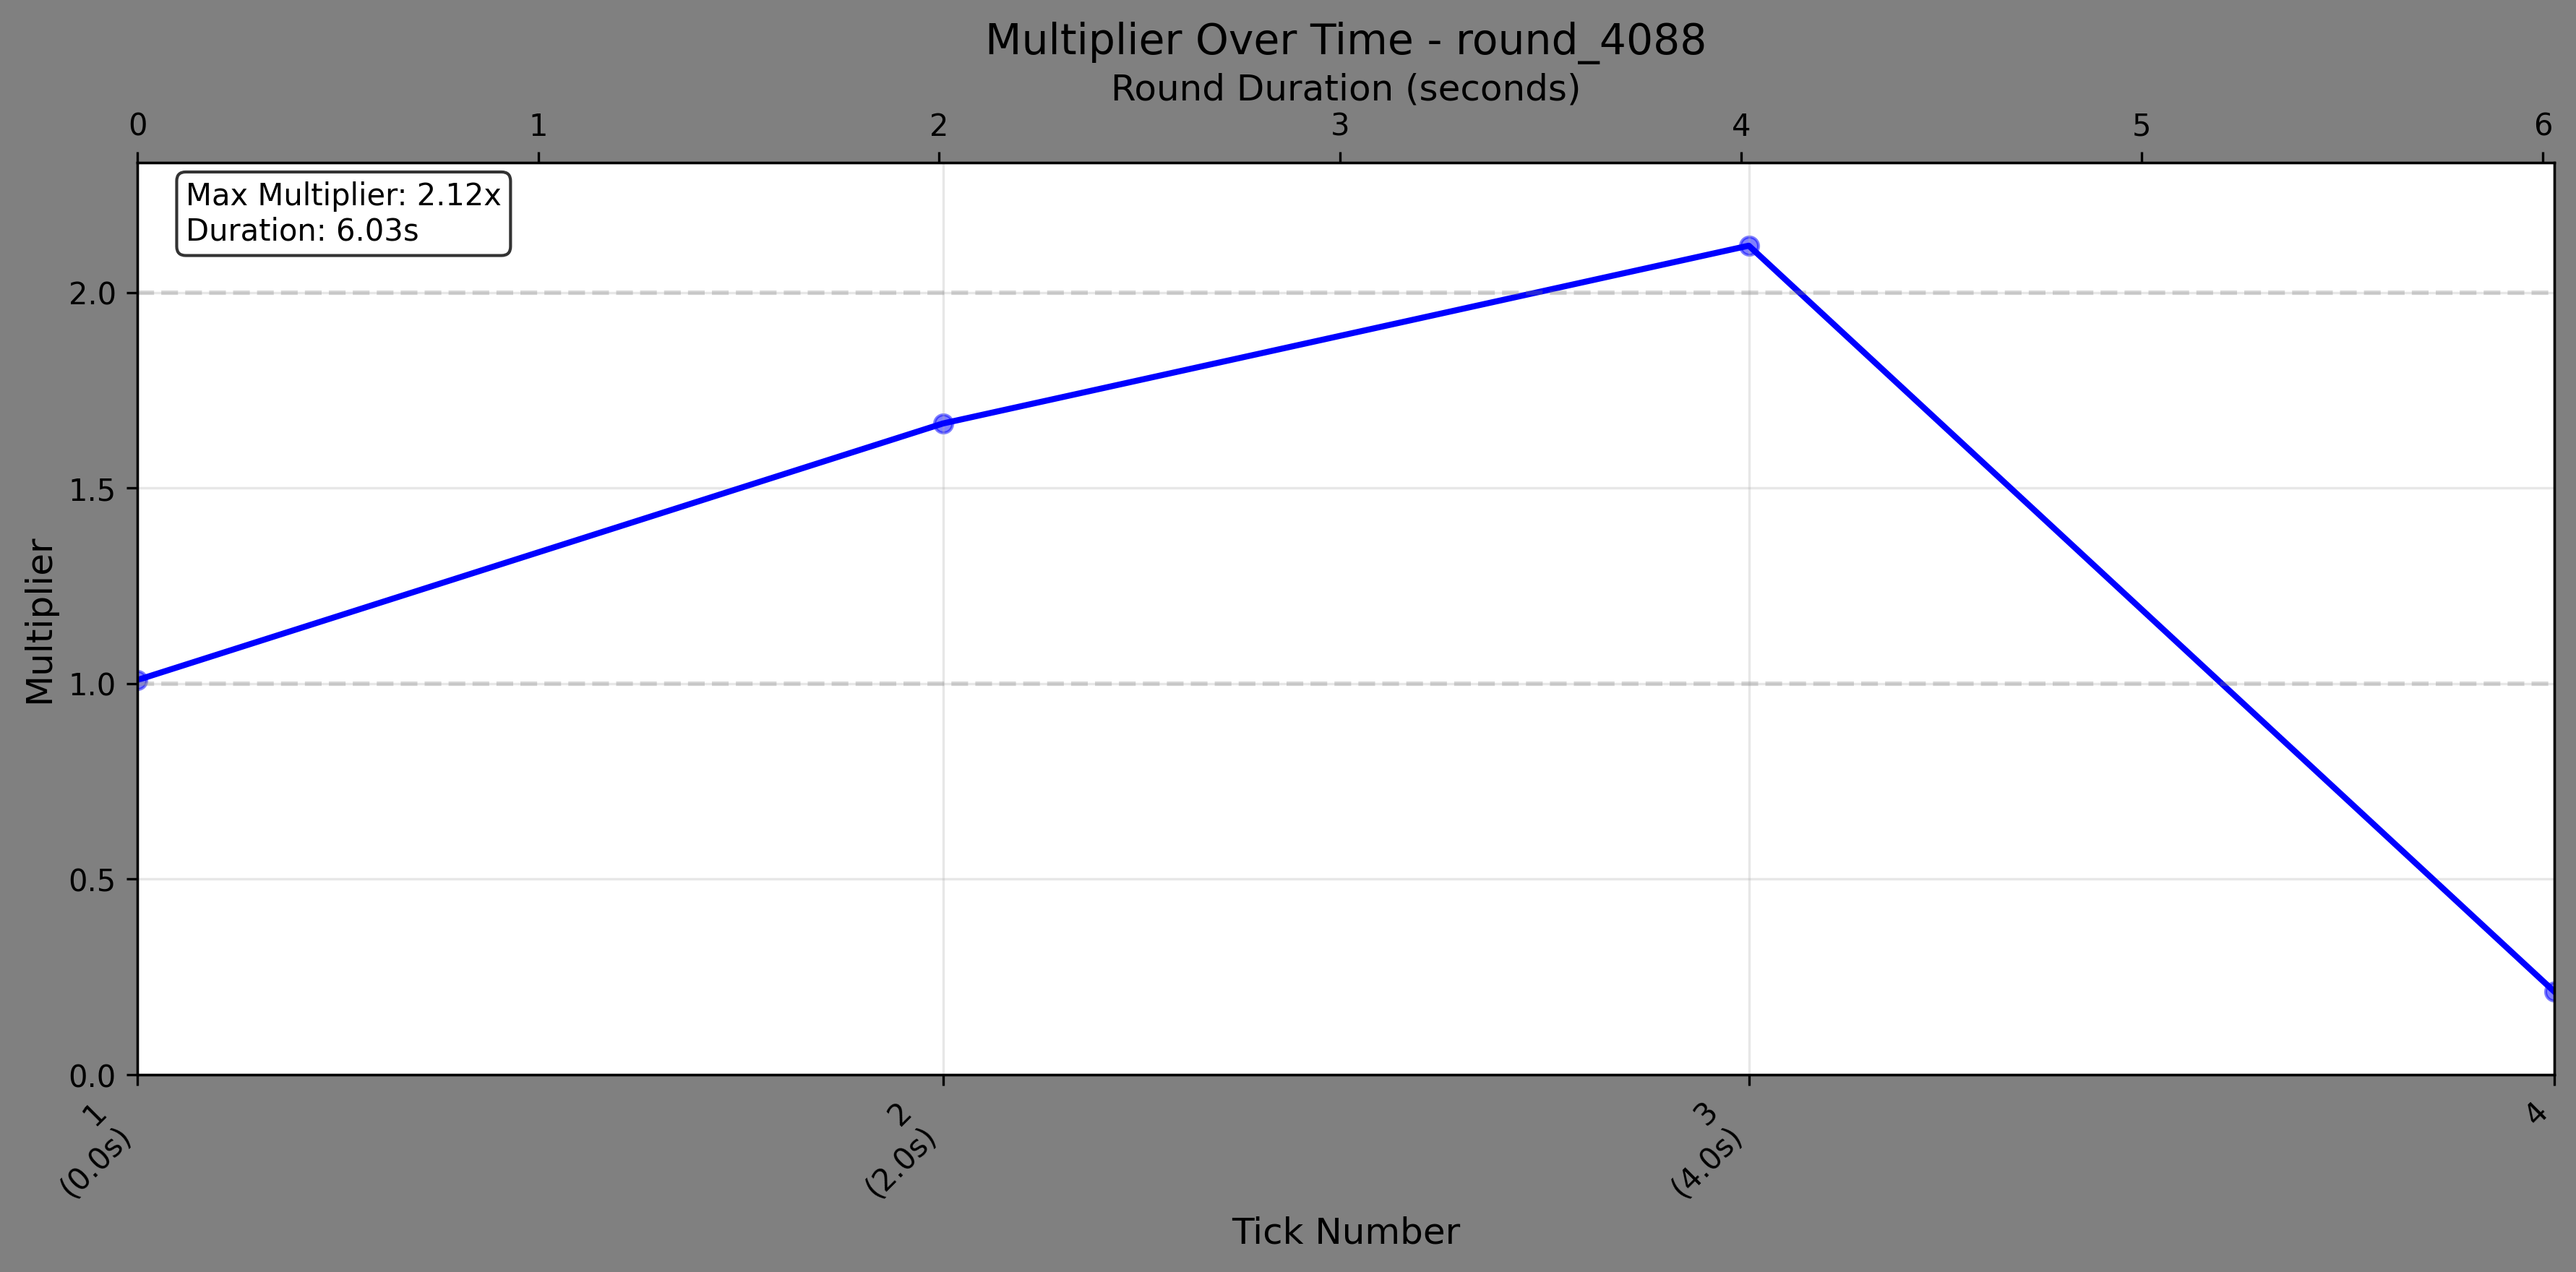 Multiplier Over Time - round_4088
Round Duration (seconds)
0 1 2 3 4 5 6
Max Multiplier: 2.12x
Duration: 6.03s
Multiplier
2.0
1.5
1.0
0.5
0.0
1
(0.0s)
2
(2.0s)
3
(4.0s)
4
Tick Number